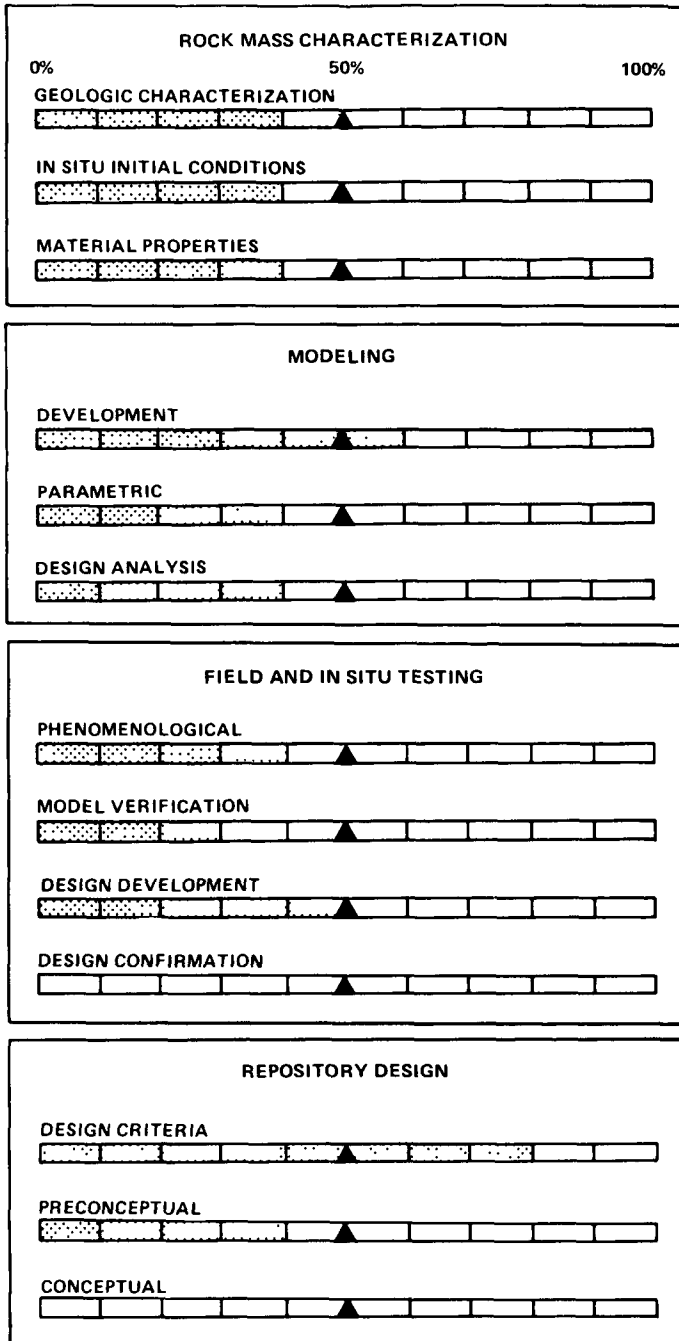 ROCK MASS CHARACTERIZATION
0% 50% 100%
GEOLOGIC CHARACTERIZATION
IN SITU INITIAL CONDITIONS
MATERIAL PROPERTIES
MODELING
DEVELOPMENT
PARAMETRIC
DESIGN ANALYSIS
FIELD AND IN SITU TESTING
PHENOMENOLOGICAL
MODEL VERIFICATION
DESIGN DEVELOPMENT
DESIGN CONFIRMATION
REPOSITORY DESIGN
DESIGN CRITERIA
PRECONCEPTUAL
CONCEPTUAL